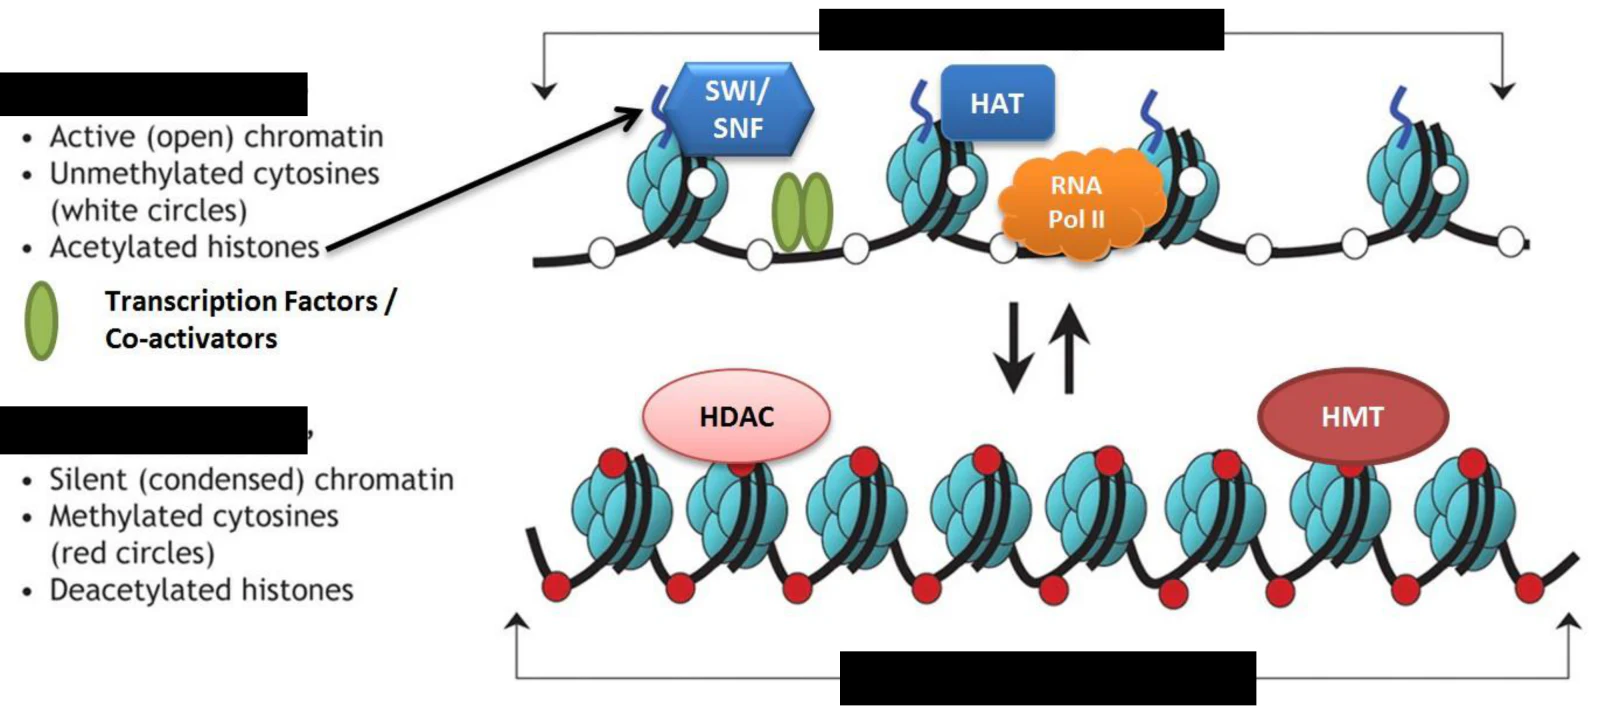 • Active (open) chromatin
• Unmethylated cytosines
(white circles)
• Acetylated histones
Transcription Factors /
Co-activators
SWI/
SNF
HAT
RNA
Pol II
HDAC
HMT
,
• Silent (condensed) chromatin
• Methylated cytosines
(red circles)
• Deacetylated histones